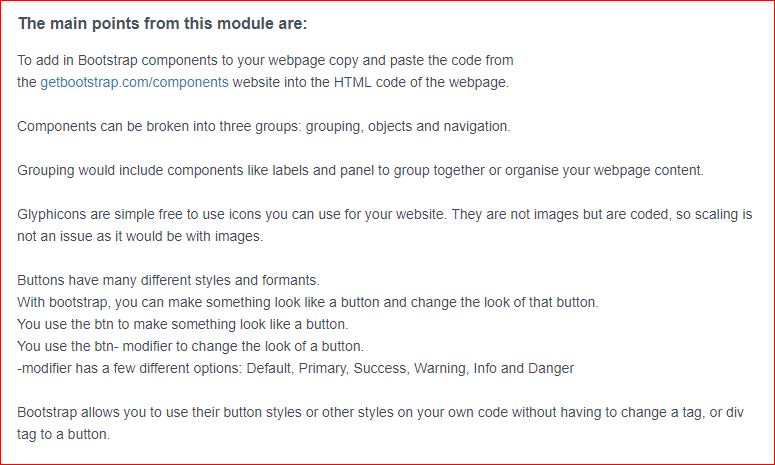 The main points from this module are:
To add in Bootstrap components to your webpage copy and paste the code from
the getbootstrap.com/components website into the HTML code of the webpage.
Components can be broken into three groups: grouping, objects and navigation.
Grouping would include components like labels and panel to group together or organise your webpage content.
Glyphicons are simple free to use icons you can use for your website. They are not images but are coded, so scaling is
not an issue as it would be with images.
Buttons have many different styles and formants.
With bootstrap, you can make something look like a button and change the look of that button.
You use the btn to make something look like a button.
You use the btn- modifier to change the look of a button.
-modifier has a few different options: Default, Primary, Success, Warning, Info and Danger
Bootstrap allows you to use their button styles or other styles on your own code without having to change a tag, or div
tag to a button.